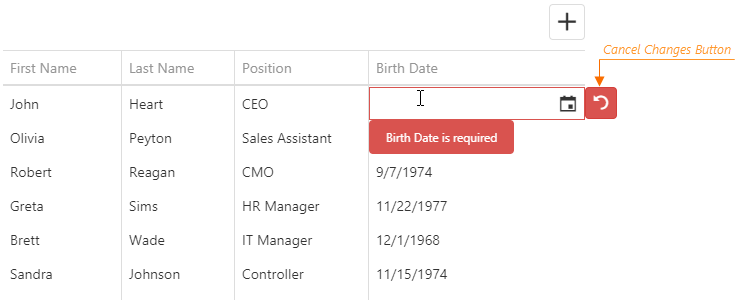 Cancel Changes Button
First Name Last Name Position Birth Date
John Heart CEO
Olivia Peyton Sales Assistant Birth Date is required
Robert Reagan CMO 9/7/1974
Greta Sims HR Manager 11/22/1977
Brett Wade IT Manager 12/1/1968
Sandra Johnson Controller 11/15/1974